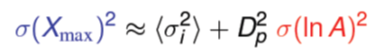 σ(X_max)² ≈ ⟨σ_i²⟩ + D_p² σ(ln A)²